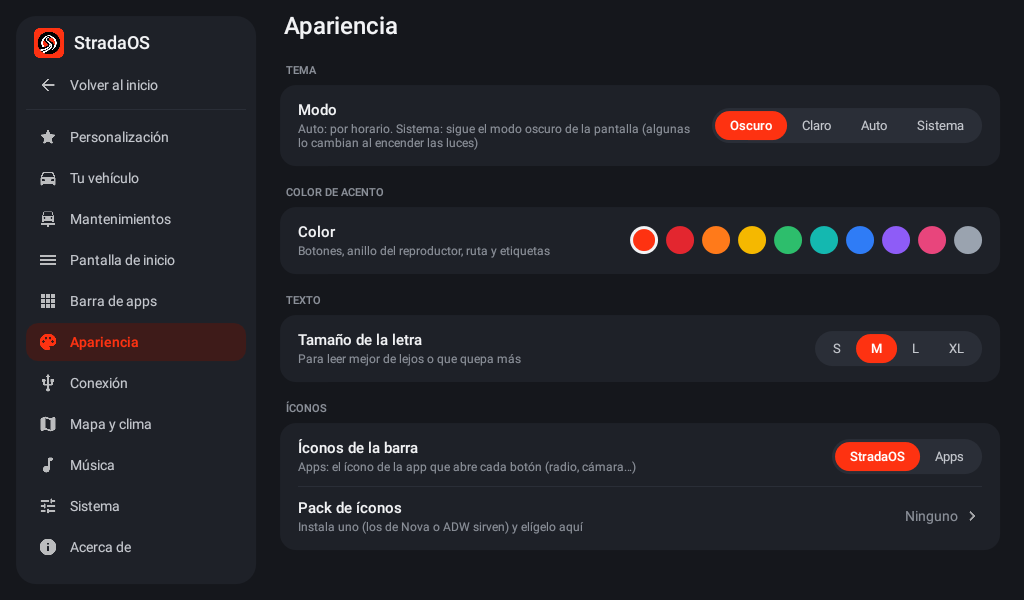 StradaOS
Volver al inicio
Personalización
Tu vehículo
Mantenimientos
Pantalla de inicio
Barra de apps
Apariencia
Conexión
Mapa y clima
Música
Sistema
Acerca de
Apariencia
TEMA
Modo
Auto: por horario. Sistema: sigue el modo oscuro de la pantalla (algunas
lo cambian al encender las luces)
Oscuro Claro Auto Sistema
COLOR DE ACENTO
Color
Botones, anillo del reproductor, ruta y etiquetas
TEXTO
Tamaño de la letra
Para leer mejor de lejos o que quepa más
S M L XL
ÍCONOS
Íconos de la barra
Apps: el ícono de la app que abre cada botón (radio, cámara…)
StradaOS Apps
Pack de íconos
Instala uno (los de Nova o ADW sirven) y elígelo aquí
Ninguno